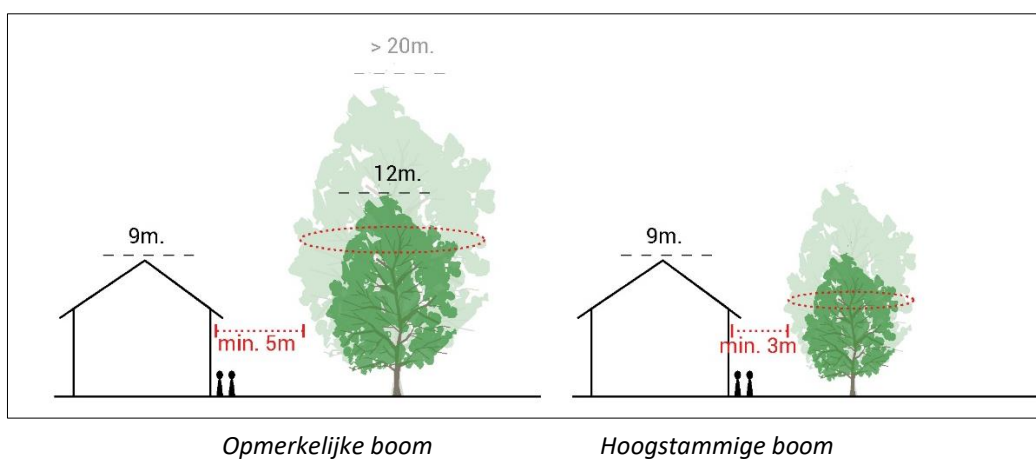 > 20m.
12m.
9m.
min. 5m
9m.
min. 3m
Opmerkelijke boom
Hoogstammige boom